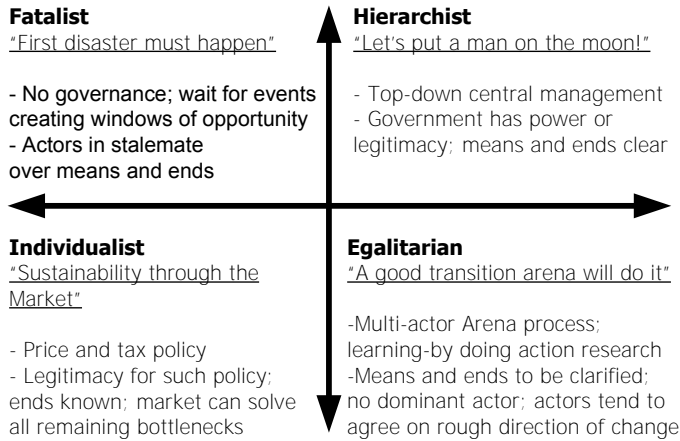 Fatalist
"First disaster must happen"
- No governance; wait for events
creating windows of opportunity
- Actors in stalemate
over means and ends
Hierarchist
"Let's put a man on the moon!"
- Top-down central management
- Government has power or
legitimacy; means and ends clear
Individualist
"Sustainability through the
Market"
- Price and tax policy
- Legitimacy for such policy;
ends known; market can solve
all remaining bottlenecks
Egalitarian
"A good transition arena will do it"
-Multi-actor Arena process;
learning-by doing action research
-Means and ends to be clarified;
no dominant actor; actors tend to
agree on rough direction of change